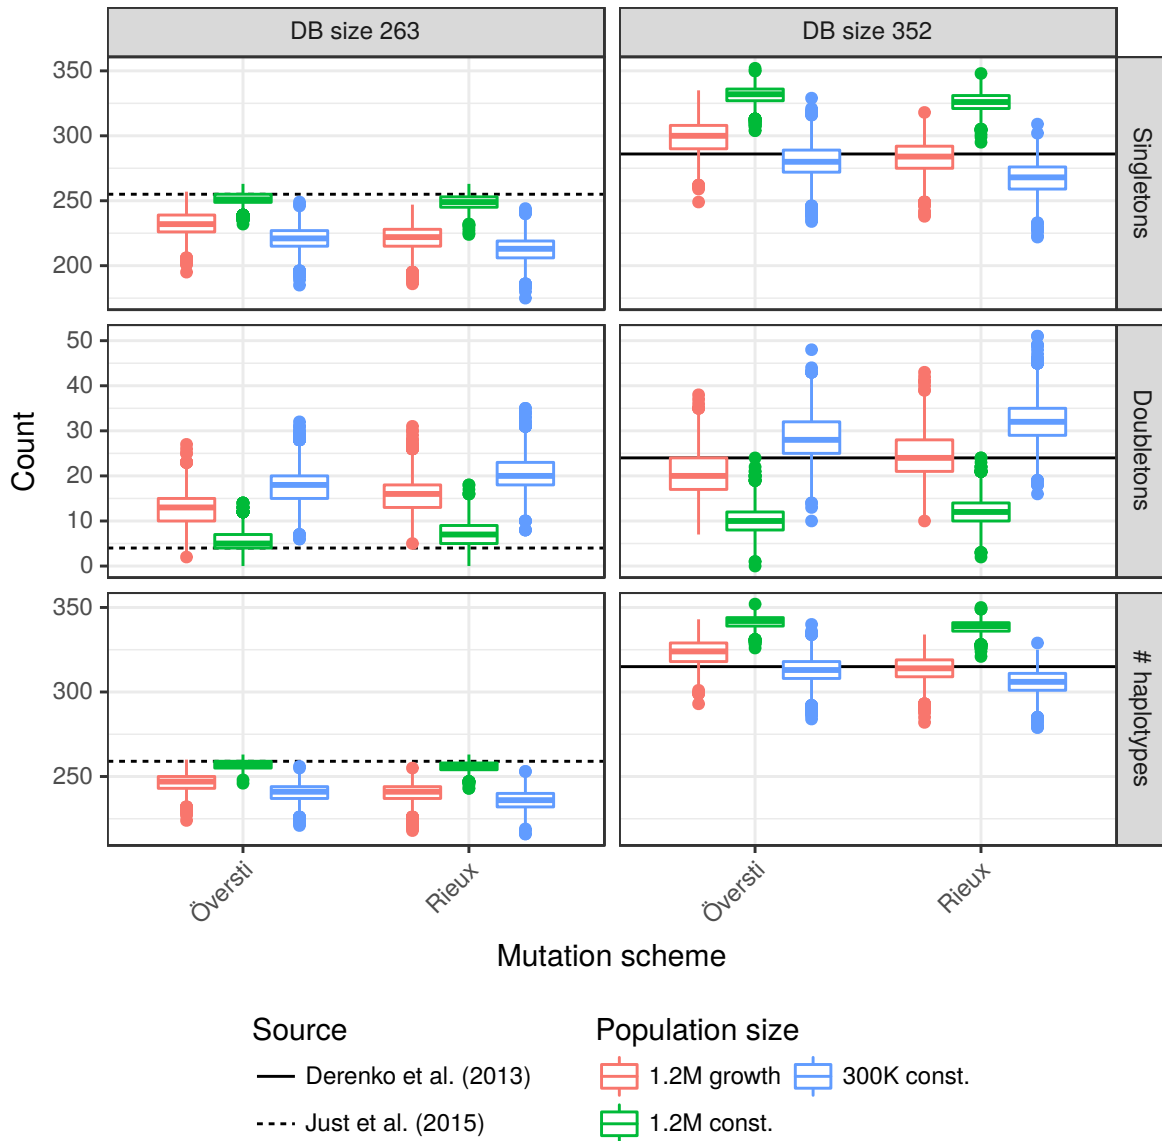 DB size 263
DB size 352
350
300
250
200
Singletons
50
40
30
20
10
0
Doubletons
350
300
250
# haplotypes
Count
Översti
Rieux
Översti
Rieux
Mutation scheme
Source
Derenko et al. (2013)
Just et al. (2015)
Population size
1.2M growth
300K const.
1.2M const.